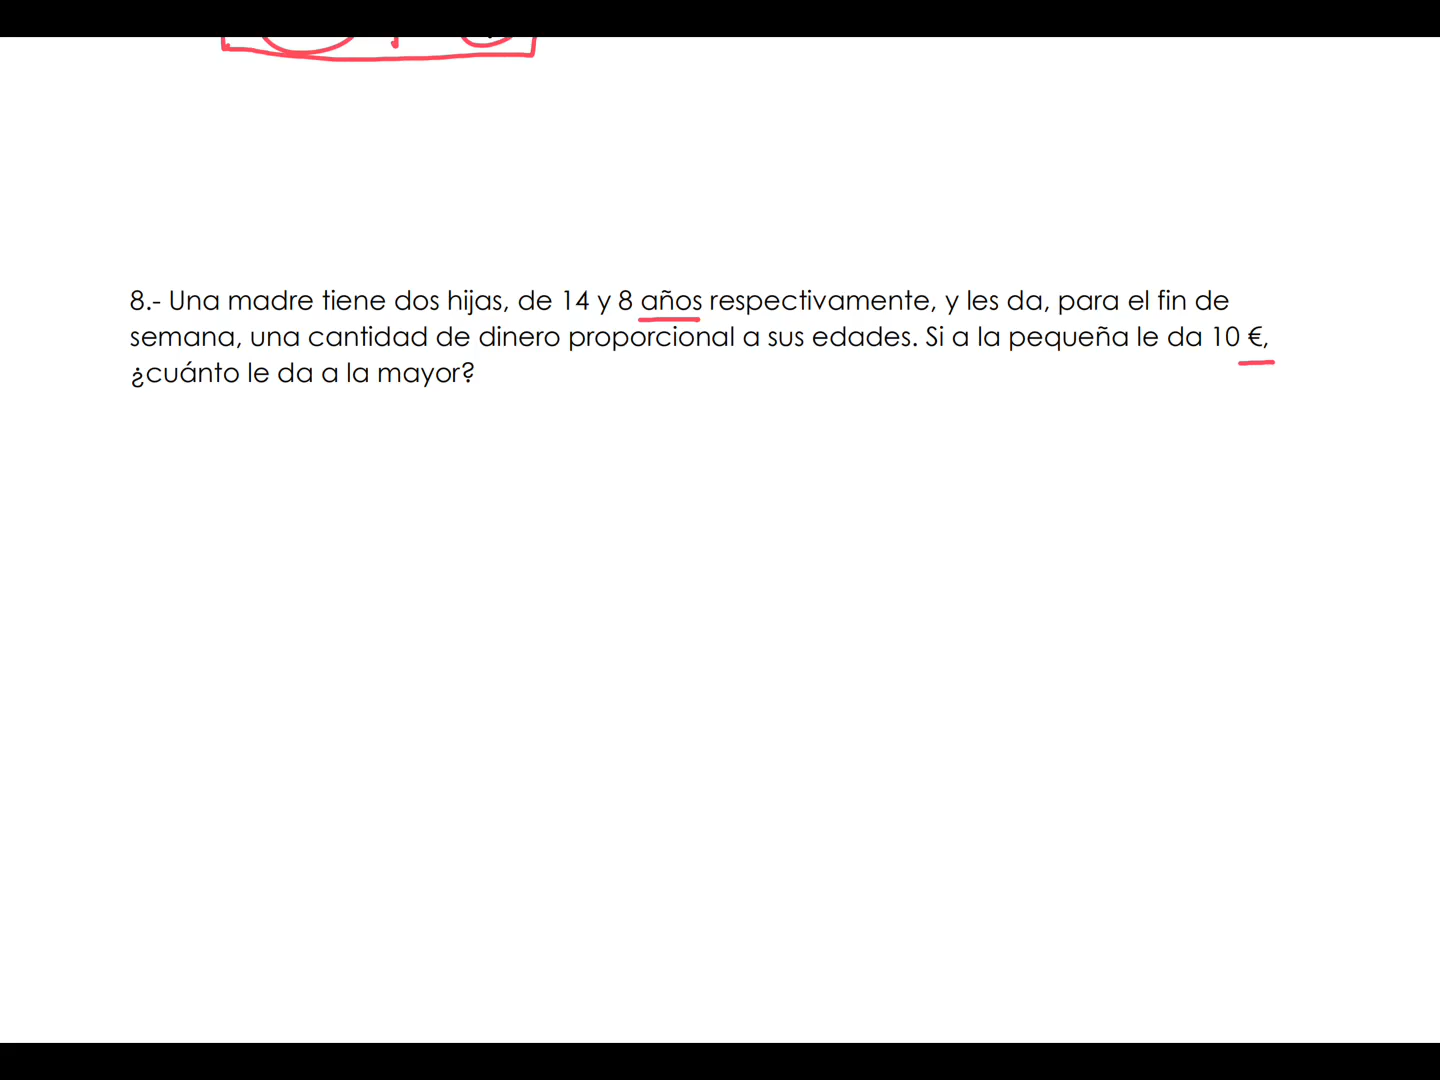 8.- Una madre tiene dos hijas, de 14 y 8 años respectivamente, y les da, para el fin de
semana, una cantidad de dinero proporcional a sus edades. Si a la pequeña le da 10 €,
¿cuánto le da a la mayor?